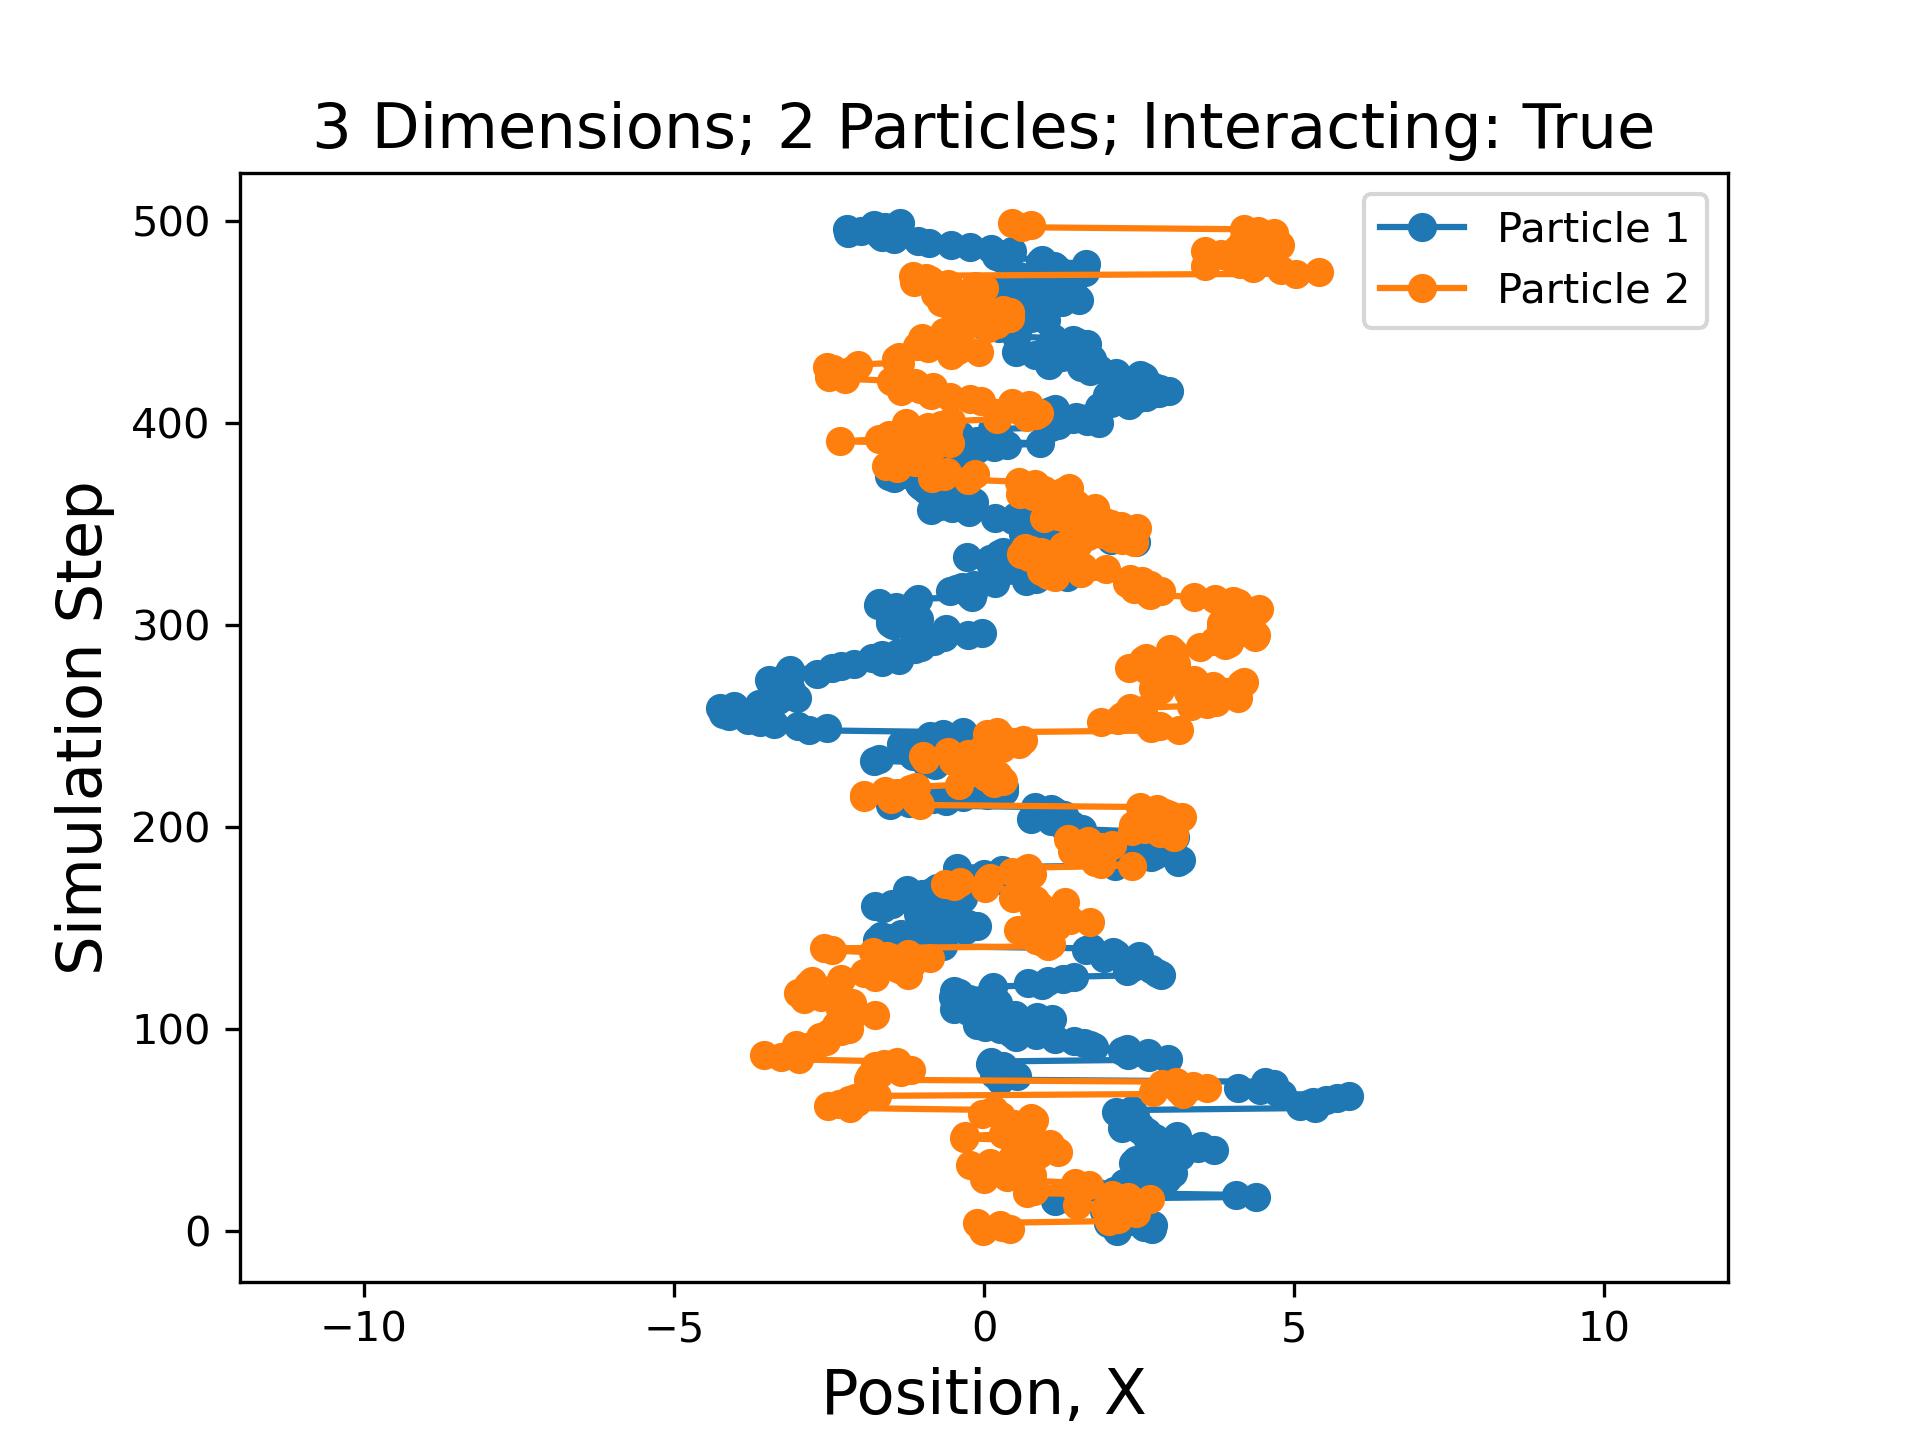 3 Dimensions; 2 Particles; Interacting: True
Particle 1
Particle 2
500
400
300
200
100
0
Simulation Step
−10
−5
0
5
10
Position, X